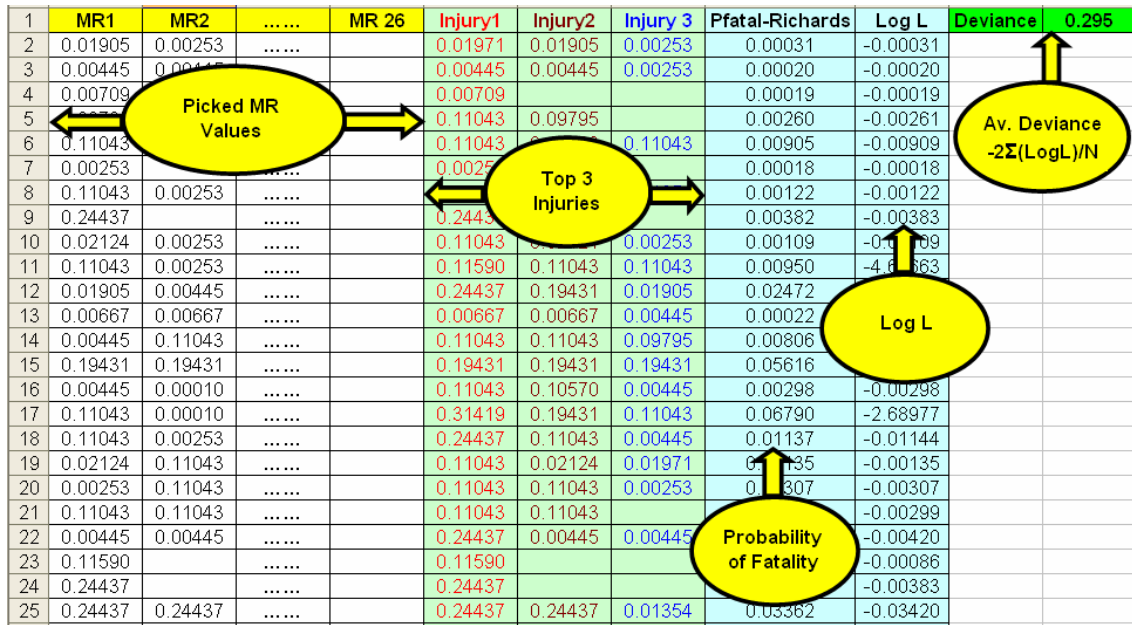 1 MR1 MR2 ...... MR 26 Injury1 Injury2 Injury 3 Pfatal-Richards Log L Deviance 0.295
2 0.01905 0.00253 ...... 0.01971 0.01905 0.00253 0.00031 -0.00031
3 0.00445 0.00445 0.00445 0.00253 0.00020 -0.00020
4 0.00709 0.00709 0.00019 -0.00019
5 0.11043 0.09795 0.00260 -0.00261
6 0.11043 0.11043 0.11043 0.00905 -0.00909
7 0.00253 ...... 0.00018 -0.00018
8 0.11043 0.00253 ...... 0.11043 0.00122 -0.00122
9 0.24437 ...... 0.00382 -0.00383
10 0.02124 0.00253 ...... 0.11043 0.00253 0.00109
11 0.11043 0.00253 ...... 0.11590 0.11043 0.11043 0.00950
12 0.01905 0.00445 ...... 0.24437 0.19431 0.01905 0.02472
13 0.00667 0.00667 ...... 0.00667 0.00667 0.00445 0.00022
14 0.00445 0.11043 ...... 0.11043 0.11043 0.09795 0.00806
15 0.19431 0.19431 ...... 0.19431 0.19431 0.19431 0.05616
16 0.00445 0.00010 ...... 0.11043 0.10570 0.00445 0.00298 -0.00298
17 0.11043 0.00010 ...... 0.31419 0.19431 0.11043 0.06790 -2.68977
18 0.11043 0.00253 ...... 0.24437 0.11043 0.00445 0.01137 -0.01144
19 0.02124 0.11043 ...... 0.11043 0.02124 0.01971 -0.00135
20 0.00253 0.11043 ...... 0.11043 0.11043 0.00253 -0.00307
21 0.11043 0.11043 ...... 0.11043 0.11043 -0.00299
22 0.00445 0.00445 ...... 0.24437 0.00445 0.00445 -0.00420
23 0.11590 ...... 0.11590 -0.00086
24 0.24437 ...... 0.24437 -0.00383
25 0.24437 0.24437 ...... 0.24437 0.24437 0.01354 0.03362 -0.03420
Picked MR
Values
Top 3
Injuries
Av. Deviance
-2Σ(LogL)/N
Log L
Probability
of Fatality